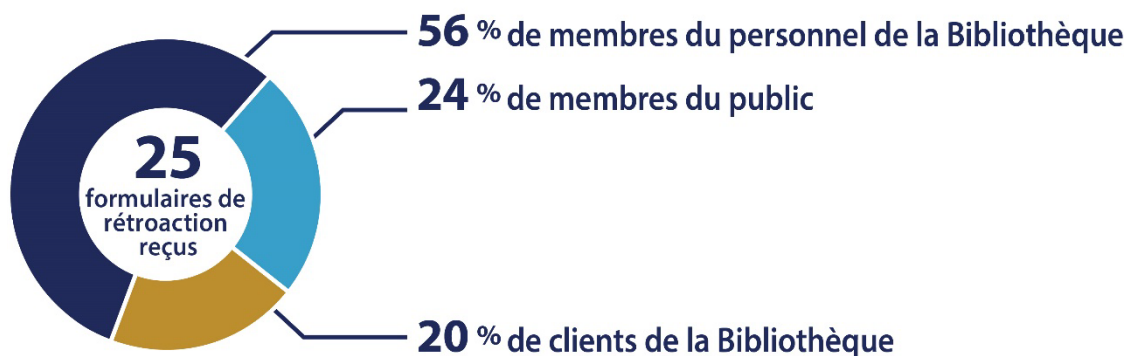 56 % de membres du personnel de la Bibliothèque
24 % de membres du public
25
formulaires de
rétroaction
reçus
20 % de clients de la Bibliothèque